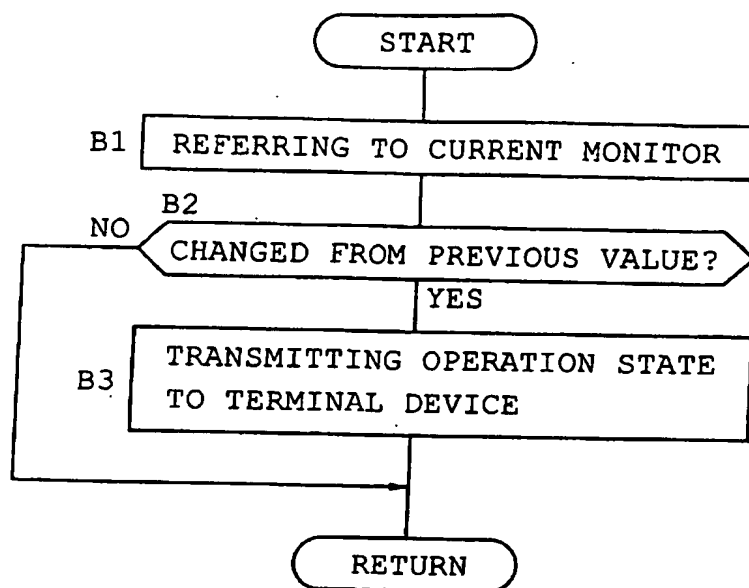 START
B1
REFERRING TO CURRENT MONITOR
B2
NO
CHANGED FROM PREVIOUS VALUE?
YES
B3
TRANSMITTING OPERATION STATE
TO TERMINAL DEVICE
RETURN